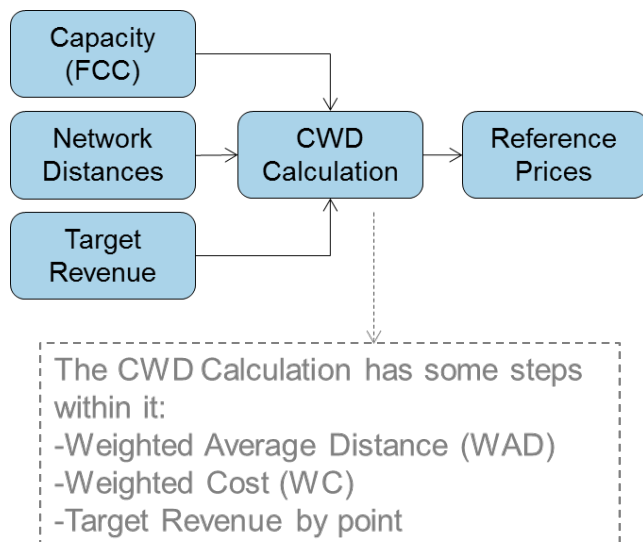 Capacity
(FCC)
Network
Distances
CWD
Calculation
Reference
Prices
Target
Revenue
The CWD Calculation has some steps
within it:
-Weighted Average Distance (WAD)
-Weighted Cost (WC)
-Target Revenue by point